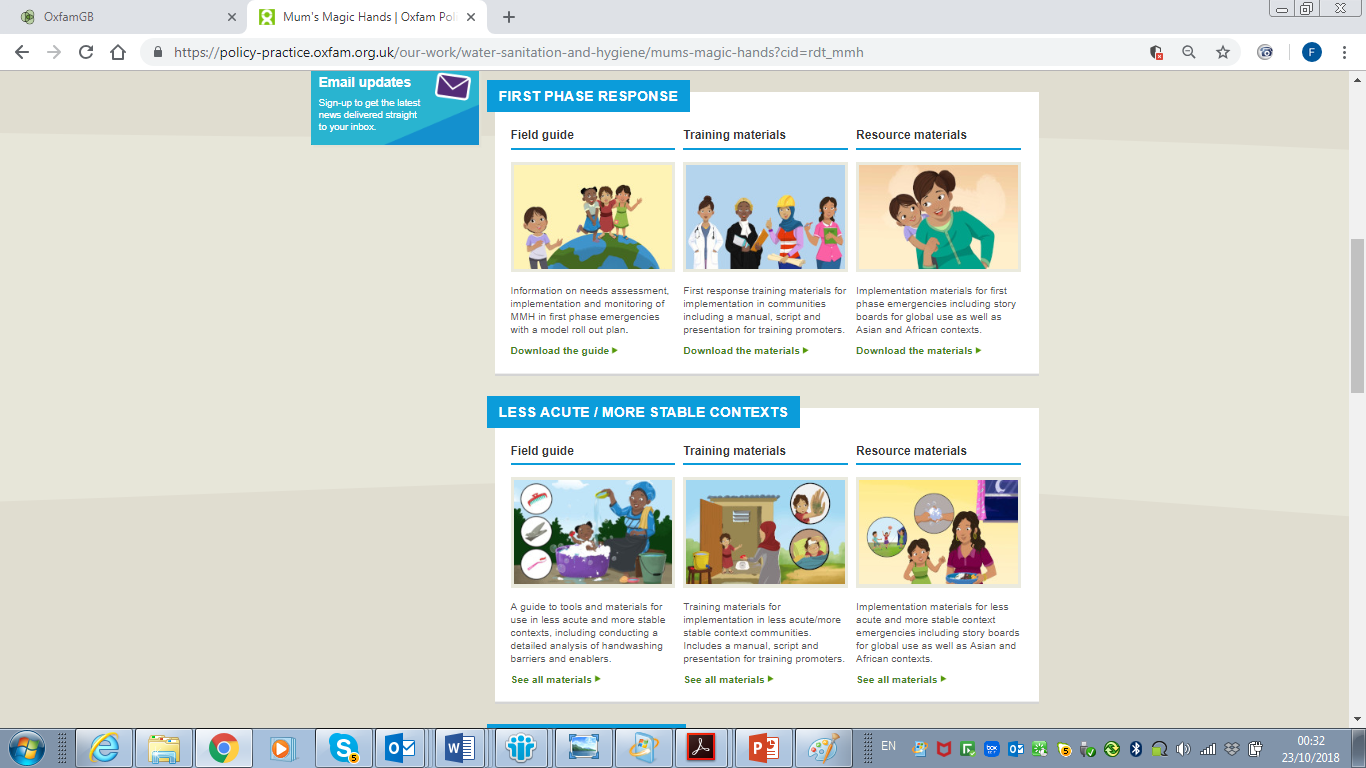 OxfamGB
Mum's Magic Hands | Oxfam Poli
https://policy-practice.oxfam.org.uk/our-work/water-sanitation-and-hygiene/mums-magic-hands?cid=rdt_mmh
F
Email updates
Sign-up to get the latest
news delivered straight
to your inbox.
FIRST PHASE RESPONSE
Field guide
Training materials
Resource materials
Information on needs assessment,
implementation and monitoring of
MMH in first phase emergencies
with a model roll out plan.
Download the guide
First response training materials for
implementation in communities
including a manual, script and
presentation for training promoters.
Download the materials
Implementation materials for first
phase emergencies including story
boards for global use as well as
Asian and African contexts.
Download the materials
LESS ACUTE / MORE STABLE CONTEXTS
Field guide
Training materials
Resource materials
A guide to tools and materials for
use in less acute and more stable
contexts, including conducting a
detailed analysis of handwashing
barriers and enablers.
See all materials
Training materials for
implementation in less acute/more
stable context communities.
Includes a manual, script and
presentation for training promoters.
See all materials
Implementation materials for less
acute and more stable context
emergencies including story boards
for global use as well as Asian and
African contexts.
See all materials
EN
00:32
23/10/2018